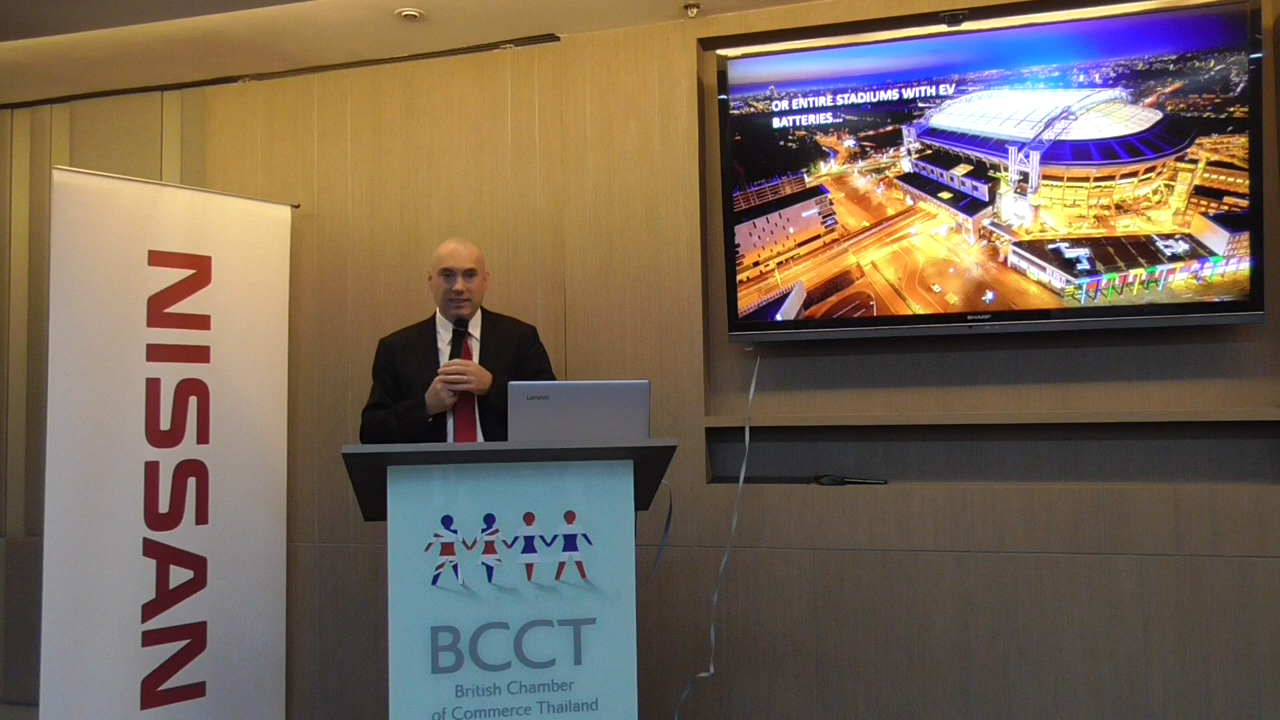 NISSAN
OR ENTIRE STADIUMS WITH EV
BATTERIES...
SHARP
Lenovo
BCCT
British Chamber
of Commerce Thailand